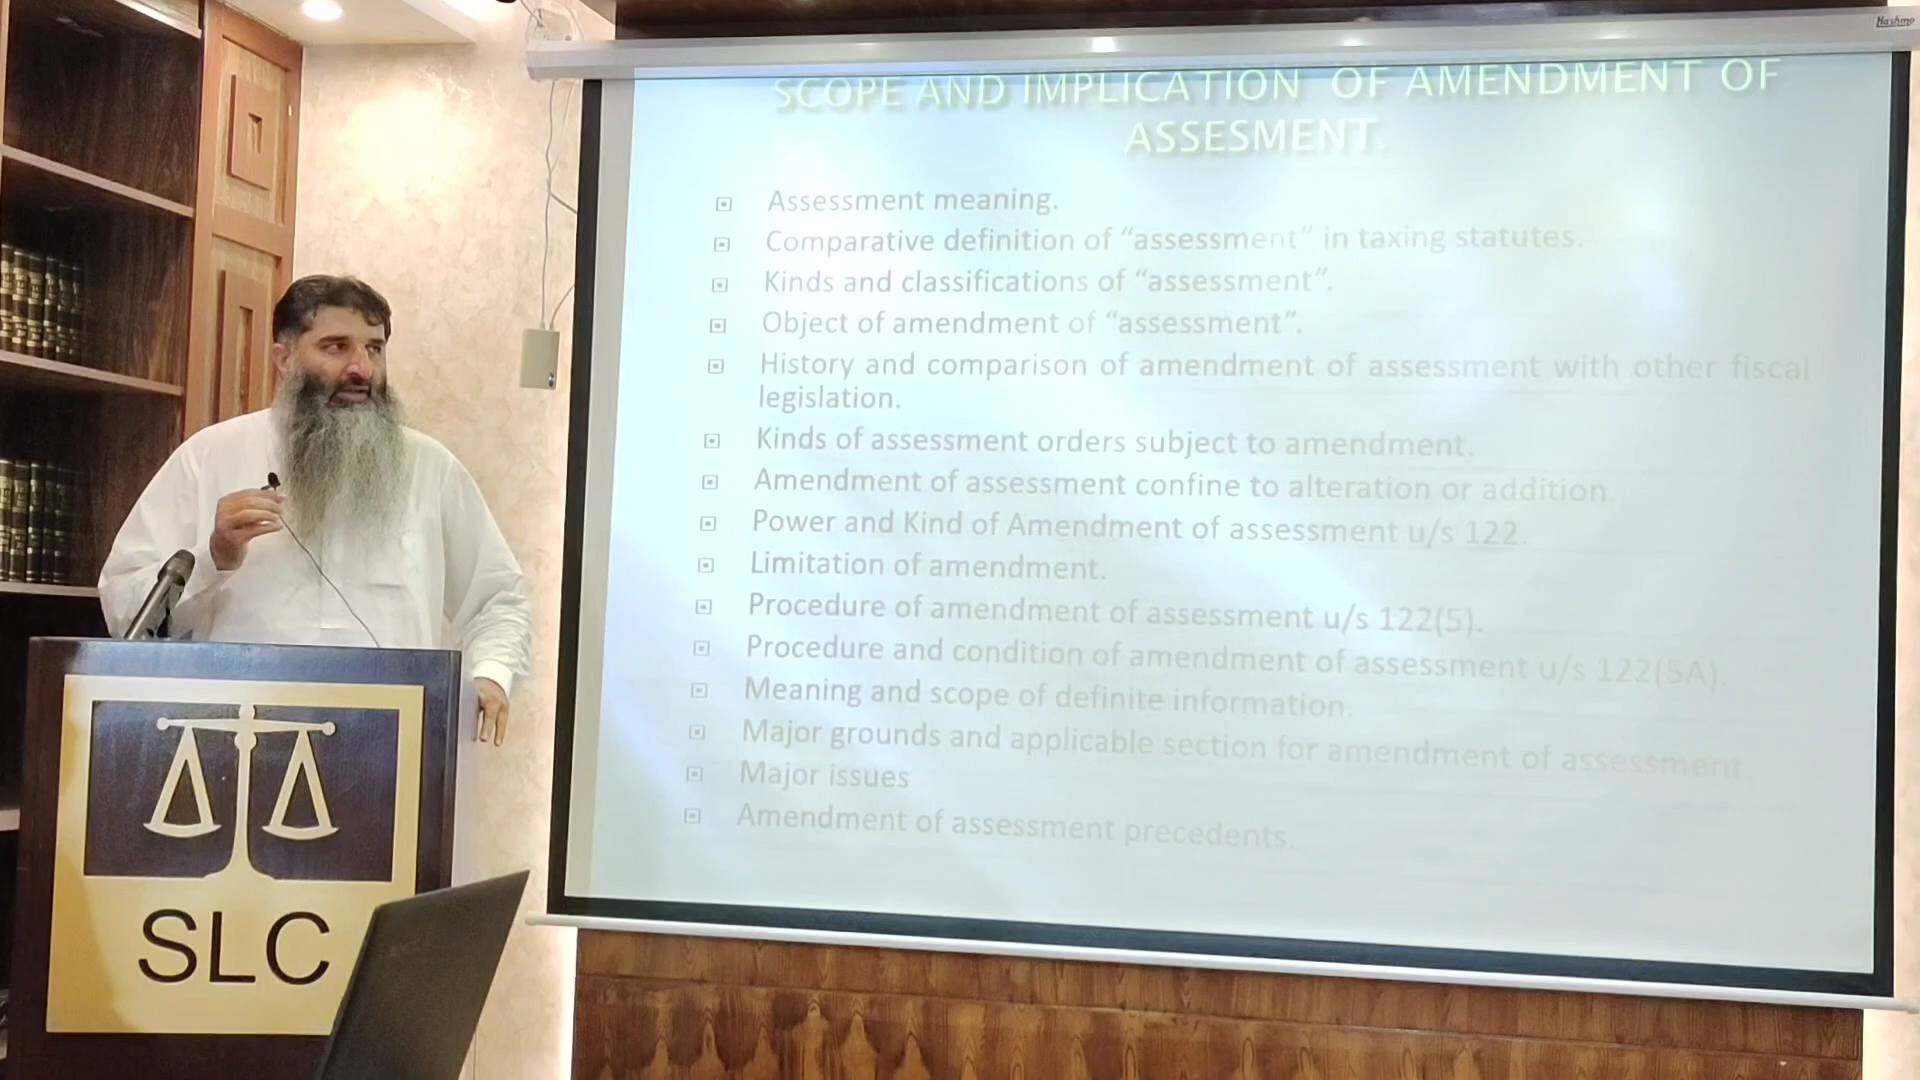 Hashmo
SCOPE AND IMPLICATION OF AMENDMENT OF
ASSESMENT.
Assessment meaning.
Comparative definition of “assessment” in taxing statutes.
Kinds and classifications of “assessment”.
Object of amendment of “assessment”.
History and comparison of amendment of assessment with other fiscal
legislation.
Kinds of assessment orders subject to amendment.
Amendment of assessment confine to alteration or addition.
Power and Kind of Amendment of assessment u/s 122.
Limitation of amendment.
Procedure of amendment of assessment u/s 122(5).
Procedure and condition of amendment of assessment u/s 122(5A).
Meaning and scope of definite information.
Major grounds and applicable section for amendment of assessment
Major issues
Amendment of assessment precedents.
SLC